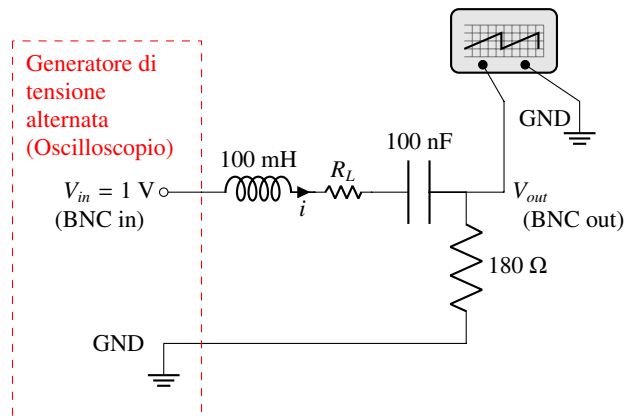 Generatore di
tensione
alternata
(Oscilloscopio)
GND
100 mH
R_L
100 nF
V_in = 1 V
(BNC in)
i
V_out
(BNC out)
180 Ω
GND